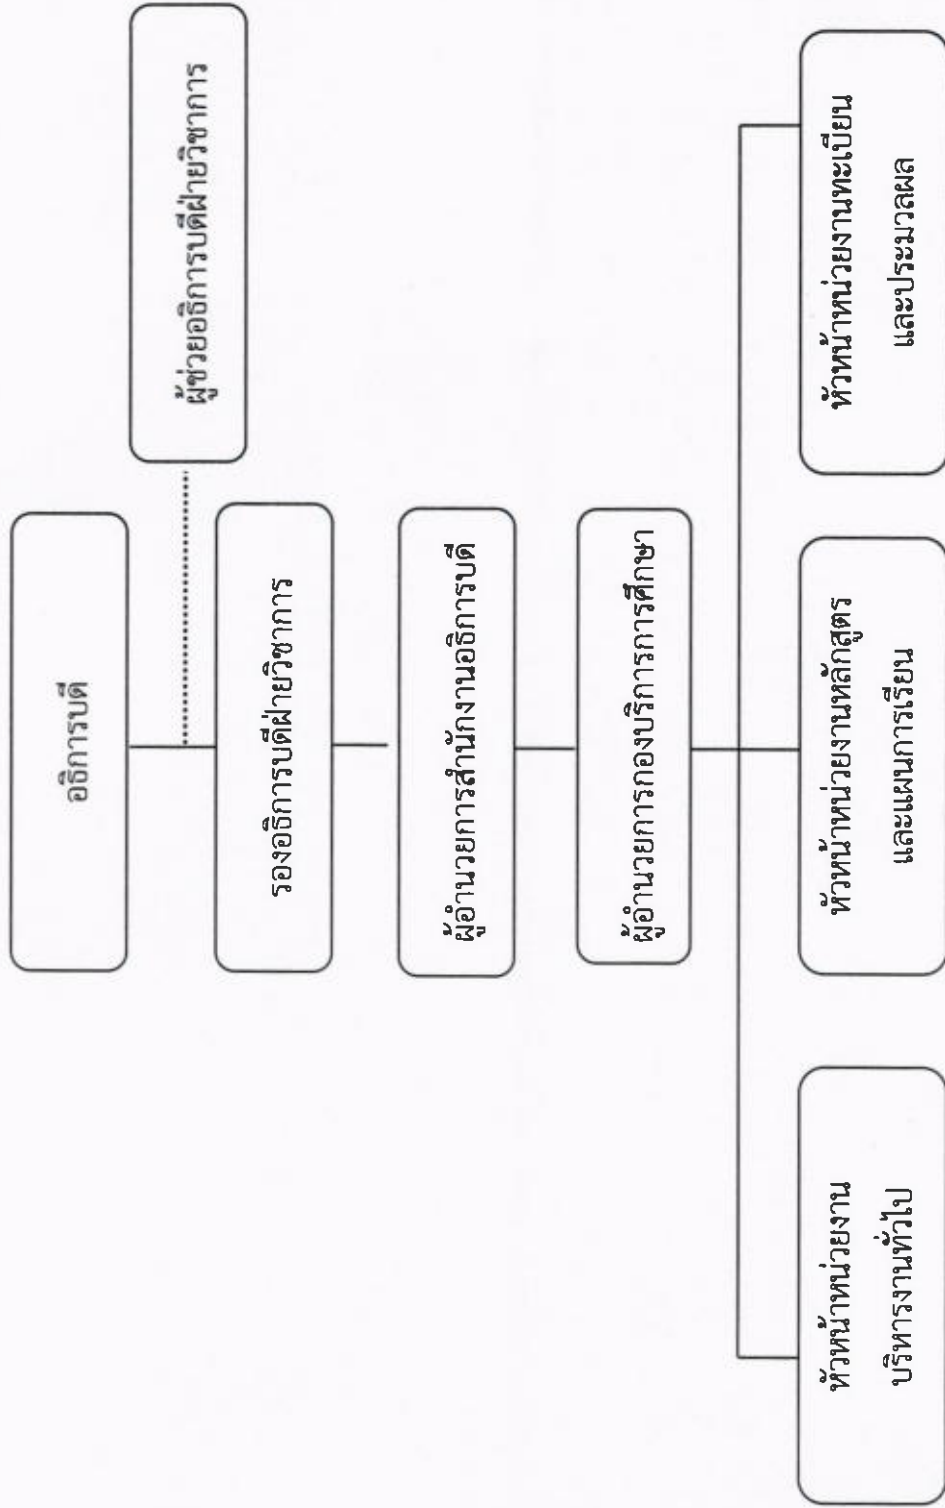 อธิการบดี
ผู้ช่วยอธิการบดีฝ่ายวิชาการ
รองอธิการบดีฝ่ายวิชาการ
ผู้อำนวยการสำนักงานอธิการบดี
ผู้อำนวยการกองบริการการศึกษา
หัวหน้าหน่วยงาน
บริหารงานทั่วไป
หัวหน้าหน่วยงานหลักสูตร
และแผนการเรียน
หัวหน้าหน่วยงานทะเบียน
และประมวลผล